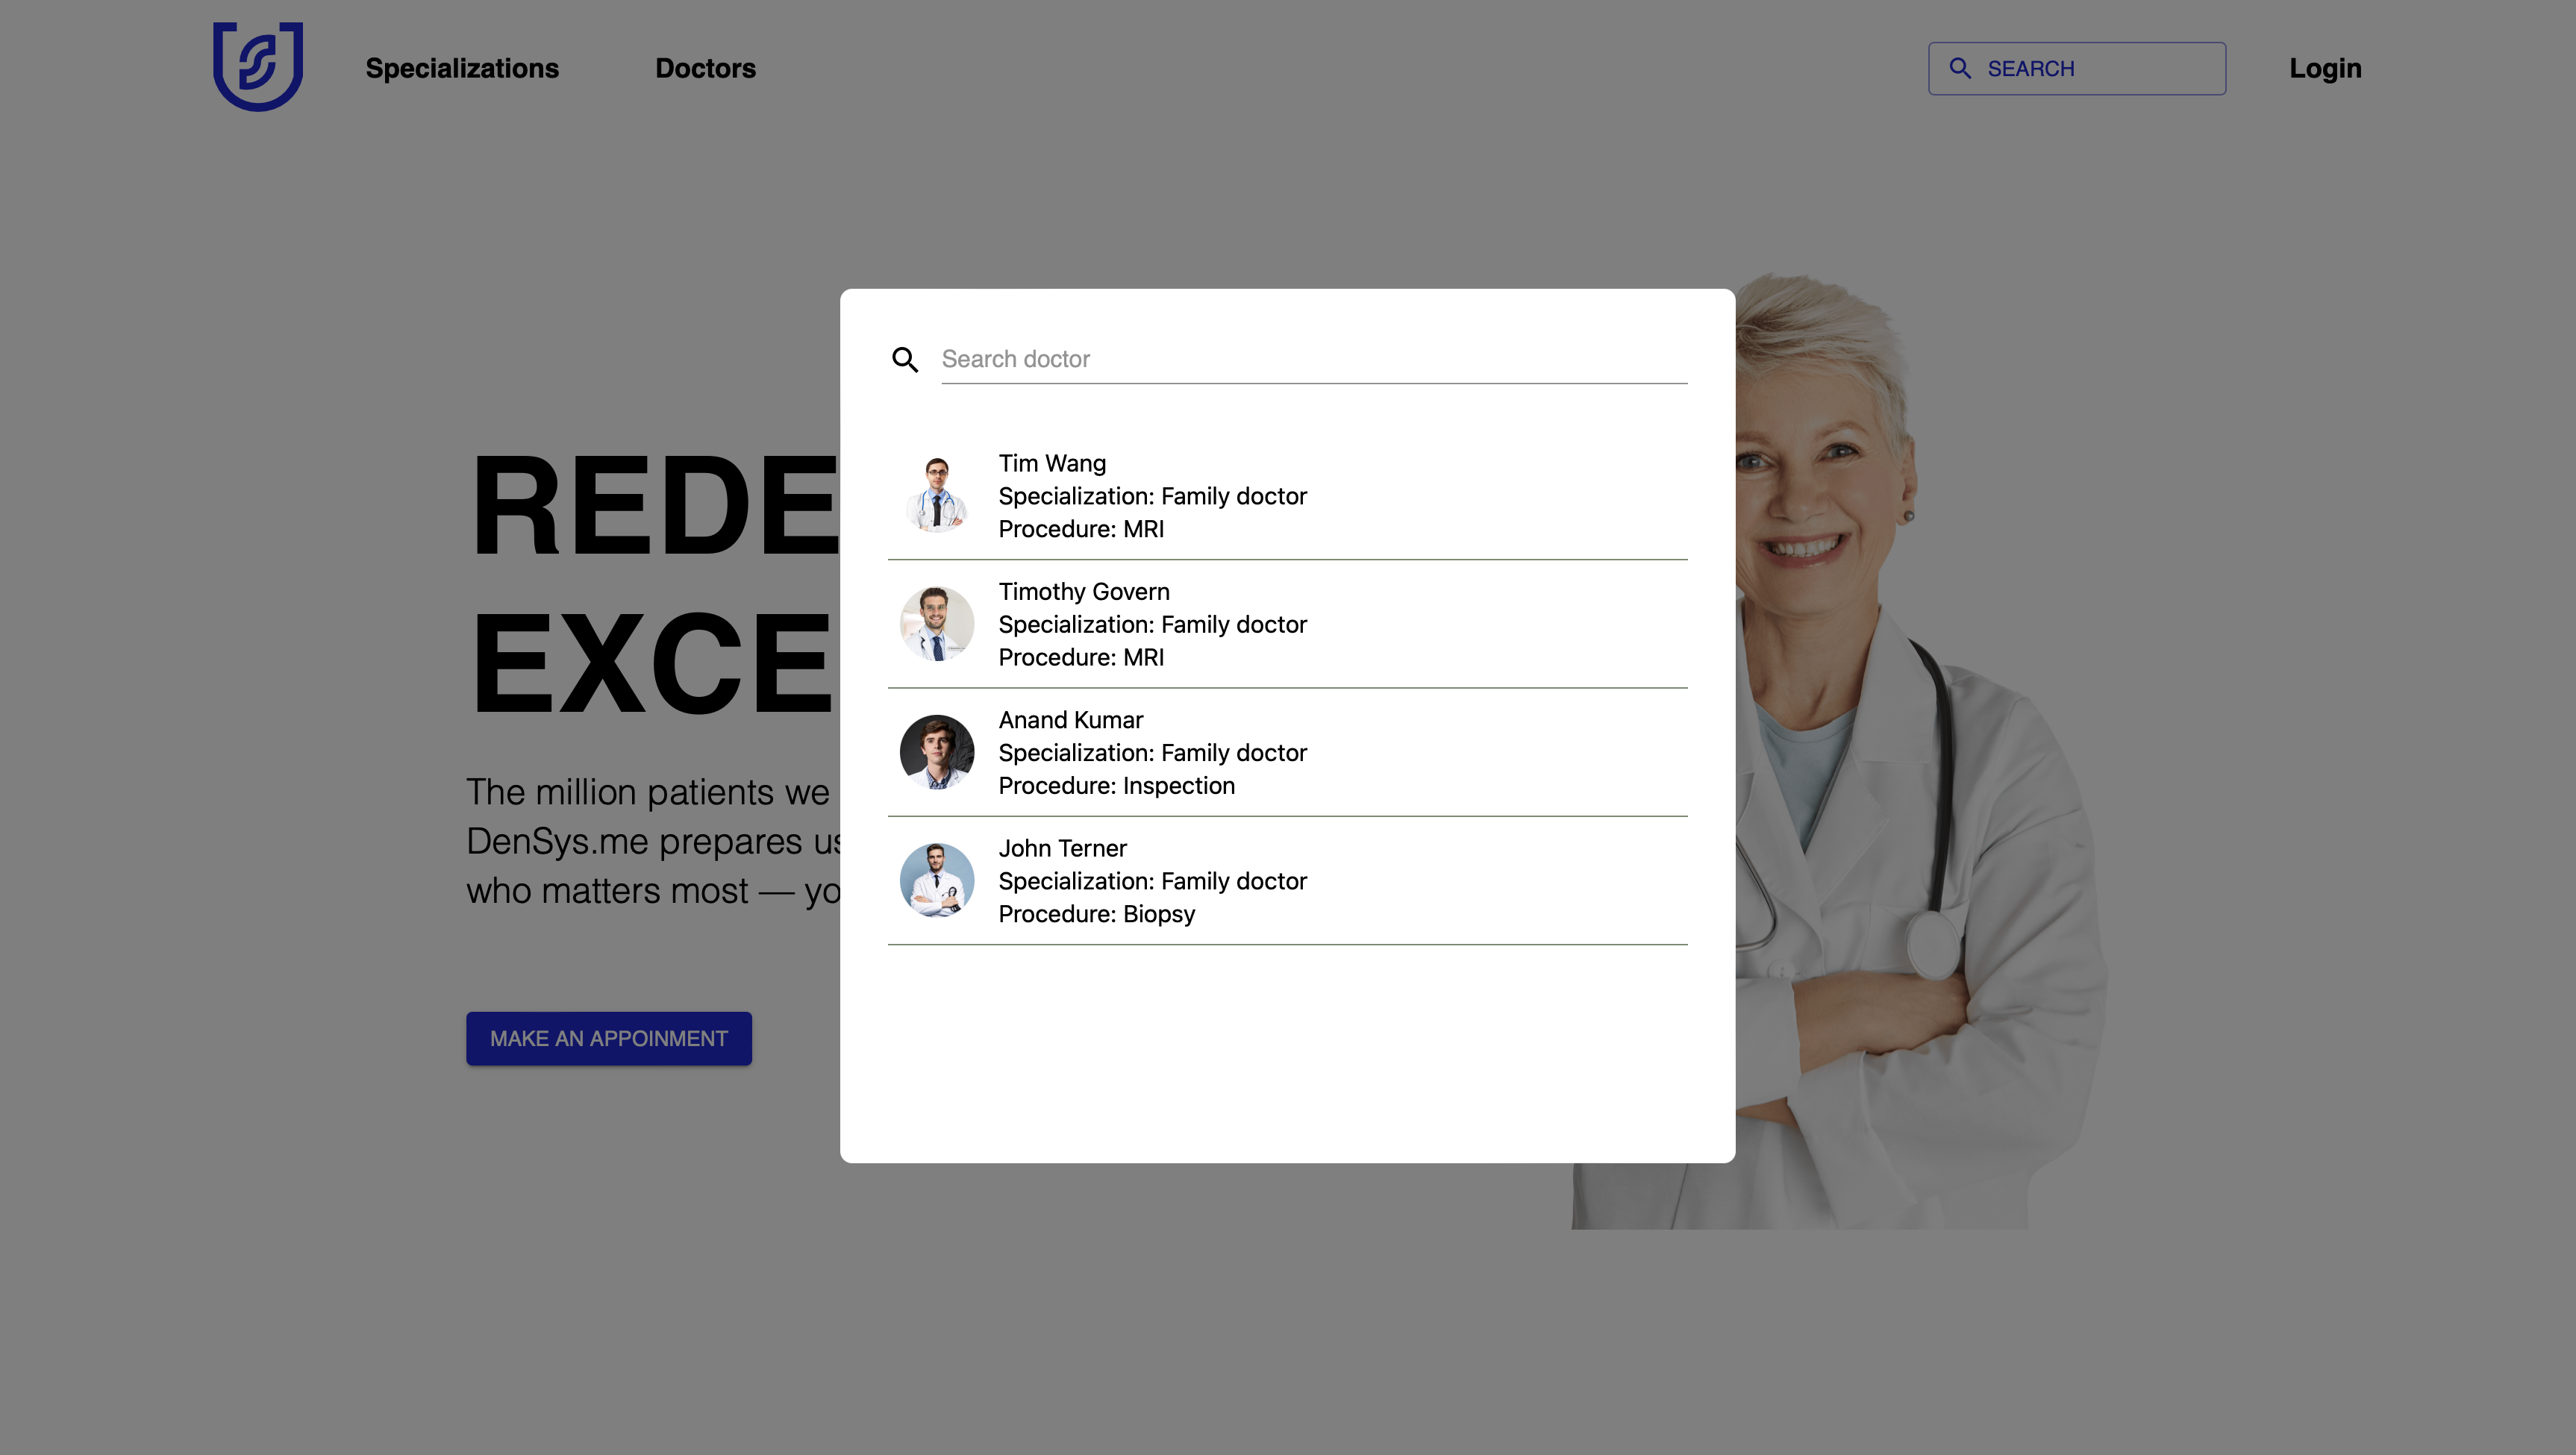 Specializations
Doctors
SEARCH
Login
Search doctor
Tim Wang
Specialization: Family doctor
Procedure: MRI
Timothy Govern
Specialization: Family doctor
Procedure: MRI
Anand Kumar
Specialization: Family doctor
Procedure: Inspection
John Terner
Specialization: Family doctor
Procedure: Biopsy
REDE
EXCE
The million patients we
DenSys.me prepares us
who matters most — yo
MAKE AN APPOINMENT